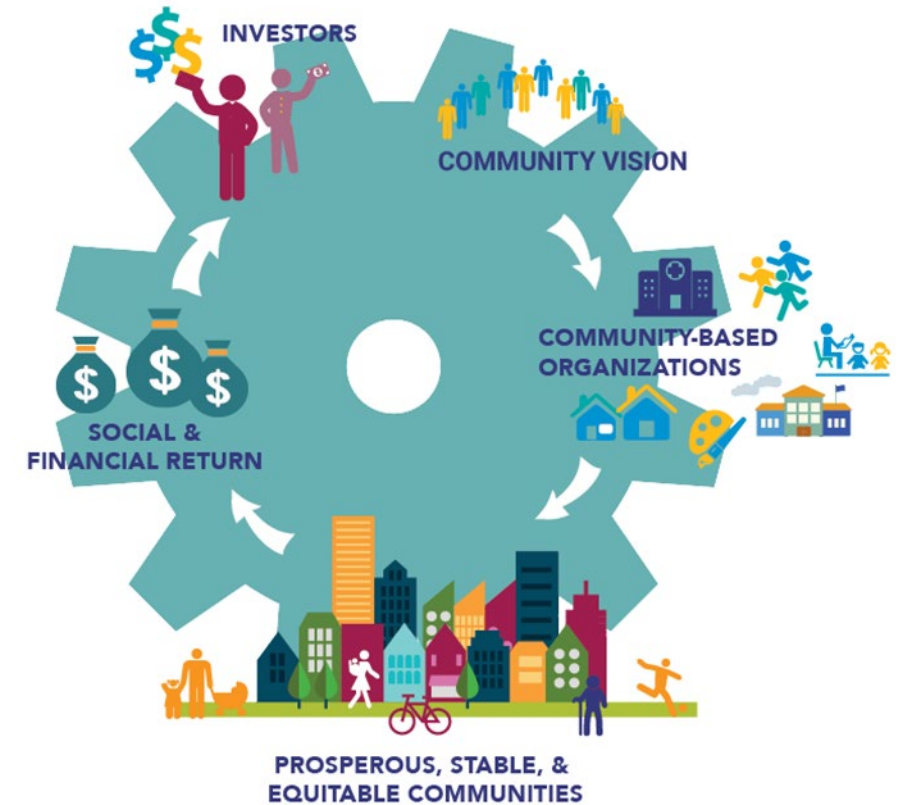 INVESTORS
COMMUNITY VISION
COMMUNITY-BASED
ORGANIZATIONS
SOCIAL &
FINANCIAL RETURN
PROSPEROUS, STABLE, &
EQUITABLE COMMUNITIES
$ $ $
$ $ $